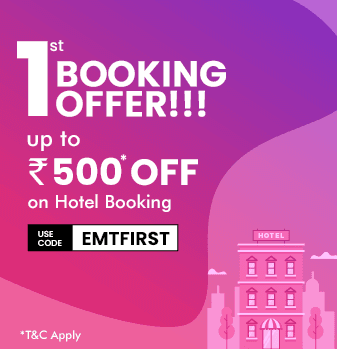 1st
BOOKING
OFFER!!!
up to
₹500* OFF
on Hotel Booking
USE
CODE
EMTFIRST
HOTEL
*T&C Apply